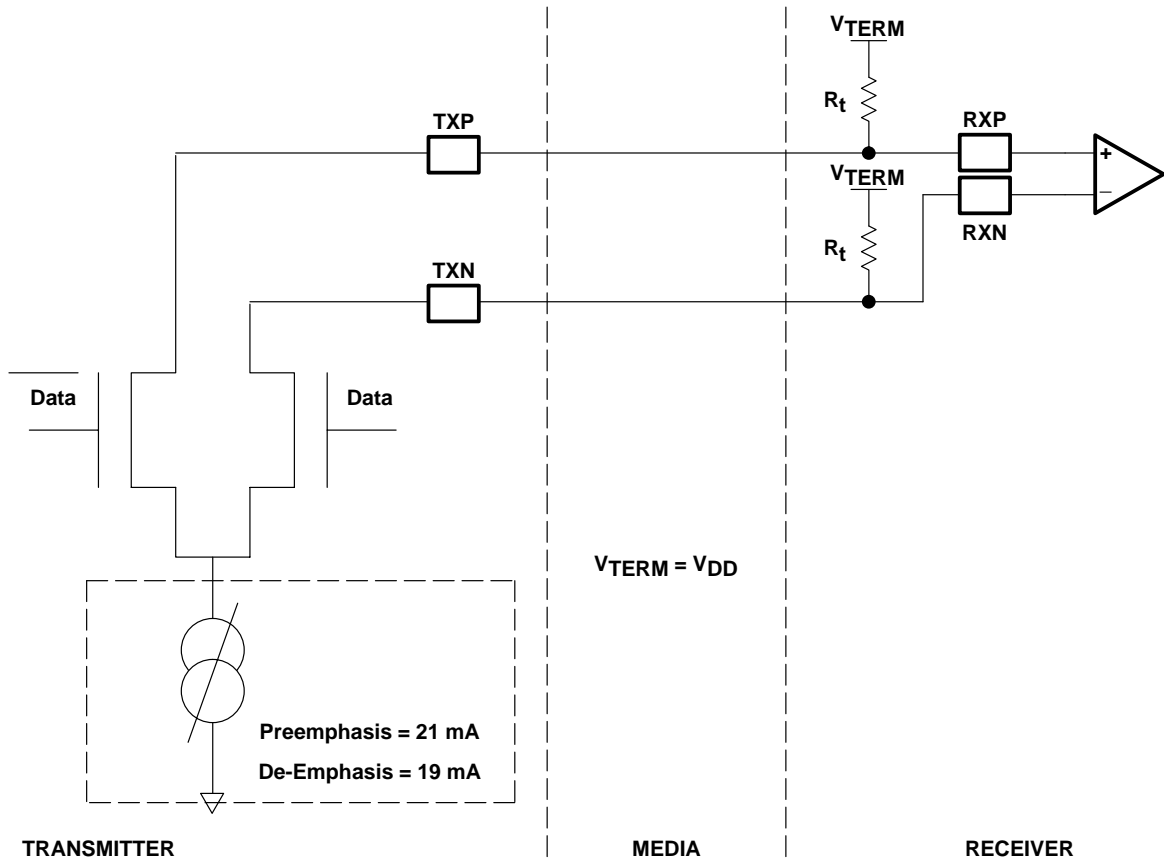 VTERM
Rt
TXP
RXP
+
VTERM
−
RXN
Rt
TXN
Data
Data
VTERM = VDD
Preemphasis = 21 mA
De-Emphasis = 19 mA
TRANSMITTER
MEDIA
RECEIVER